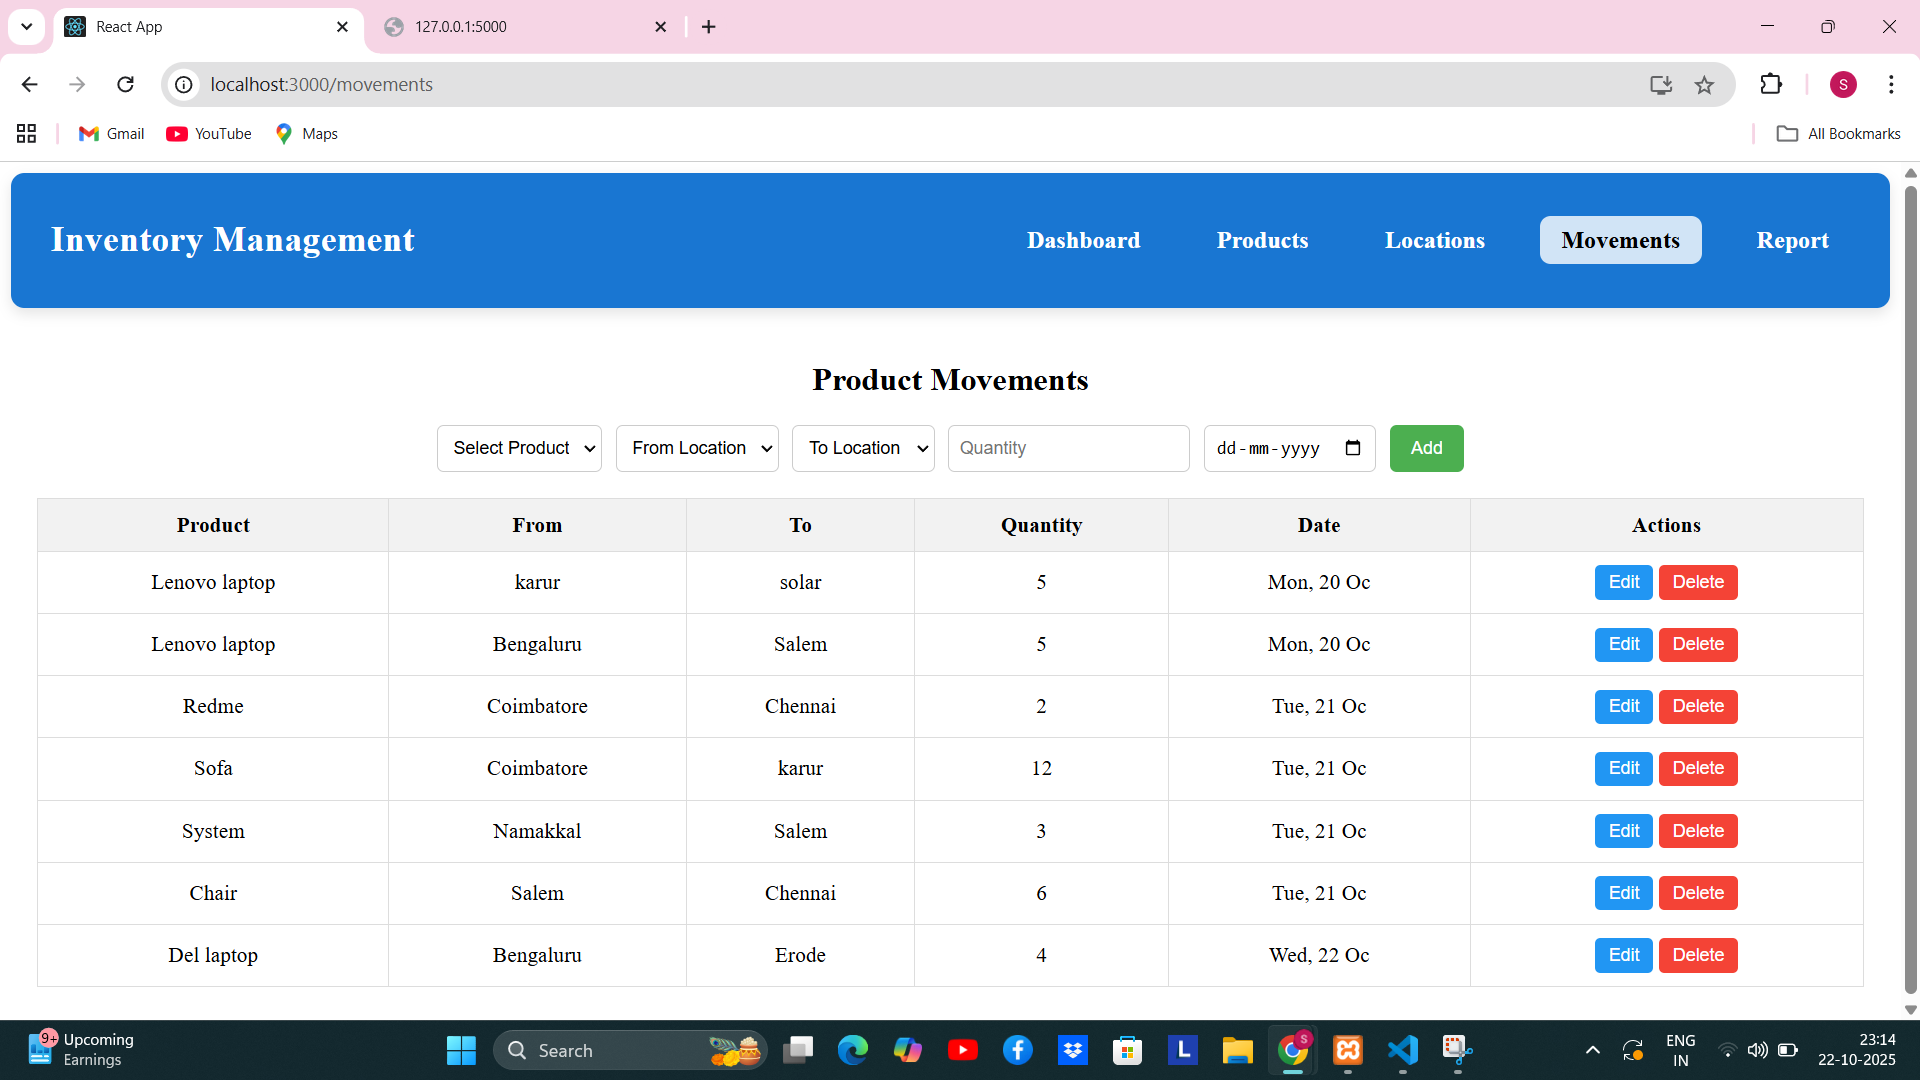 React App
127.0.0.1:5000
localhost:3000/movements
S
Gmail
YouTube
Maps
All Bookmarks
Inventory Management
Dashboard
Products
Locations
Movements
Report
Product Movements
Select Product
From Location
To Location
Quantity
dd-mm-yyyy
Add
Product From To Quantity Date Actions
Lenovo laptop karur solar 5 Mon, 20 Oc Edit Delete
Lenovo laptop Bengaluru Salem 5 Mon, 20 Oc Edit Delete
Redme Coimbatore Chennai 2 Tue, 21 Oc Edit Delete
Sofa Coimbatore karur 12 Tue, 21 Oc Edit Delete
System Namakkal Salem 3 Tue, 21 Oc Edit Delete
Chair Salem Chennai 6 Tue, 21 Oc Edit Delete
Del laptop Bengaluru Erode 4 Wed, 22 Oc Edit Delete
9+
Upcoming
Earnings
Search
L
S
ENG
IN
23:14
22-10-2025